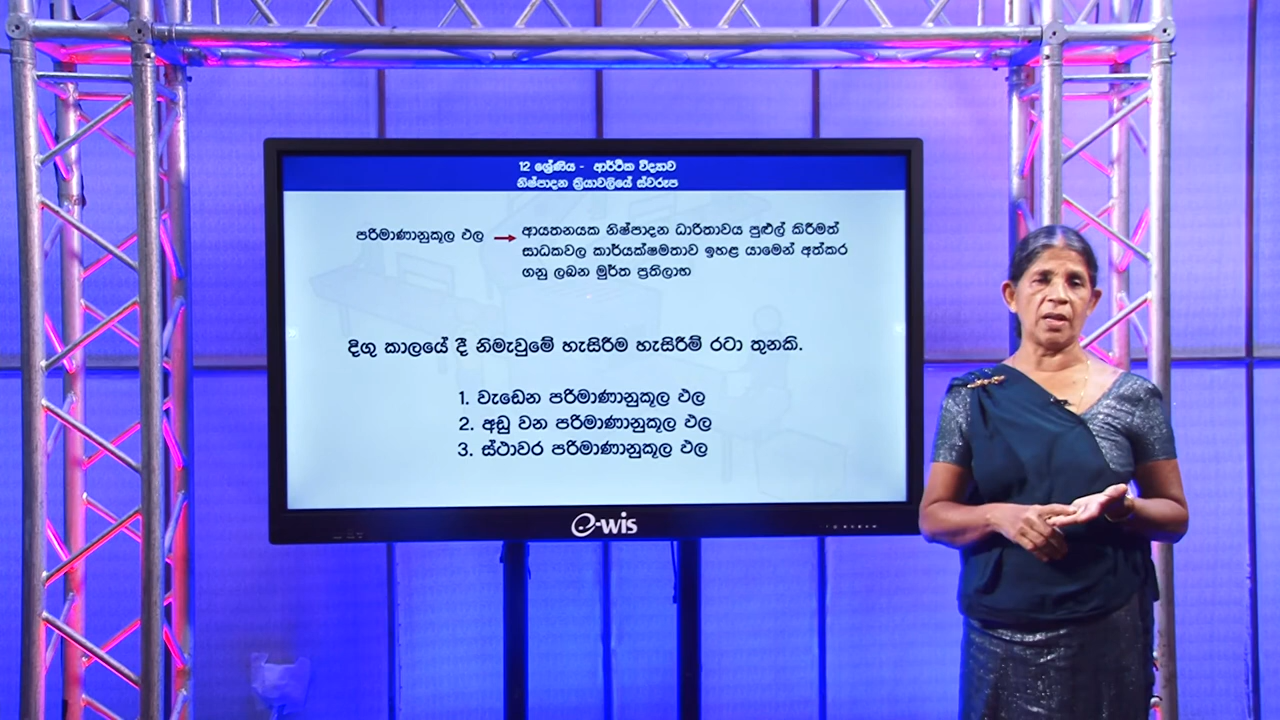 12 ශ්‍රේණිය - ආර්ථික විද්‍යාව
නිෂ්පාදන ක්‍රියාවලියේ ස්වරූප
පරිමාණානුකූල ඵල → ආයතනයක නිෂ්පාදන ධාරිතාවය පුළුල් කිරීමත්
සාධකවල කාර්යක්ෂමතාව ඉහළ යාමෙන් අත්කර
ගනු ලබන මූර්ත ප්‍රතිලාභ
දිගු කාලයේ දී නිමැවුමේ හැසිරීම හැසිරීම් රටා තුනකි.
1. වැඩෙන පරිමාණානුකූල ඵල
2. අඩු වන පරිමාණානුකූල ඵල
3. ස්ථාවර පරිමාණානුකූල ඵල
e-wis